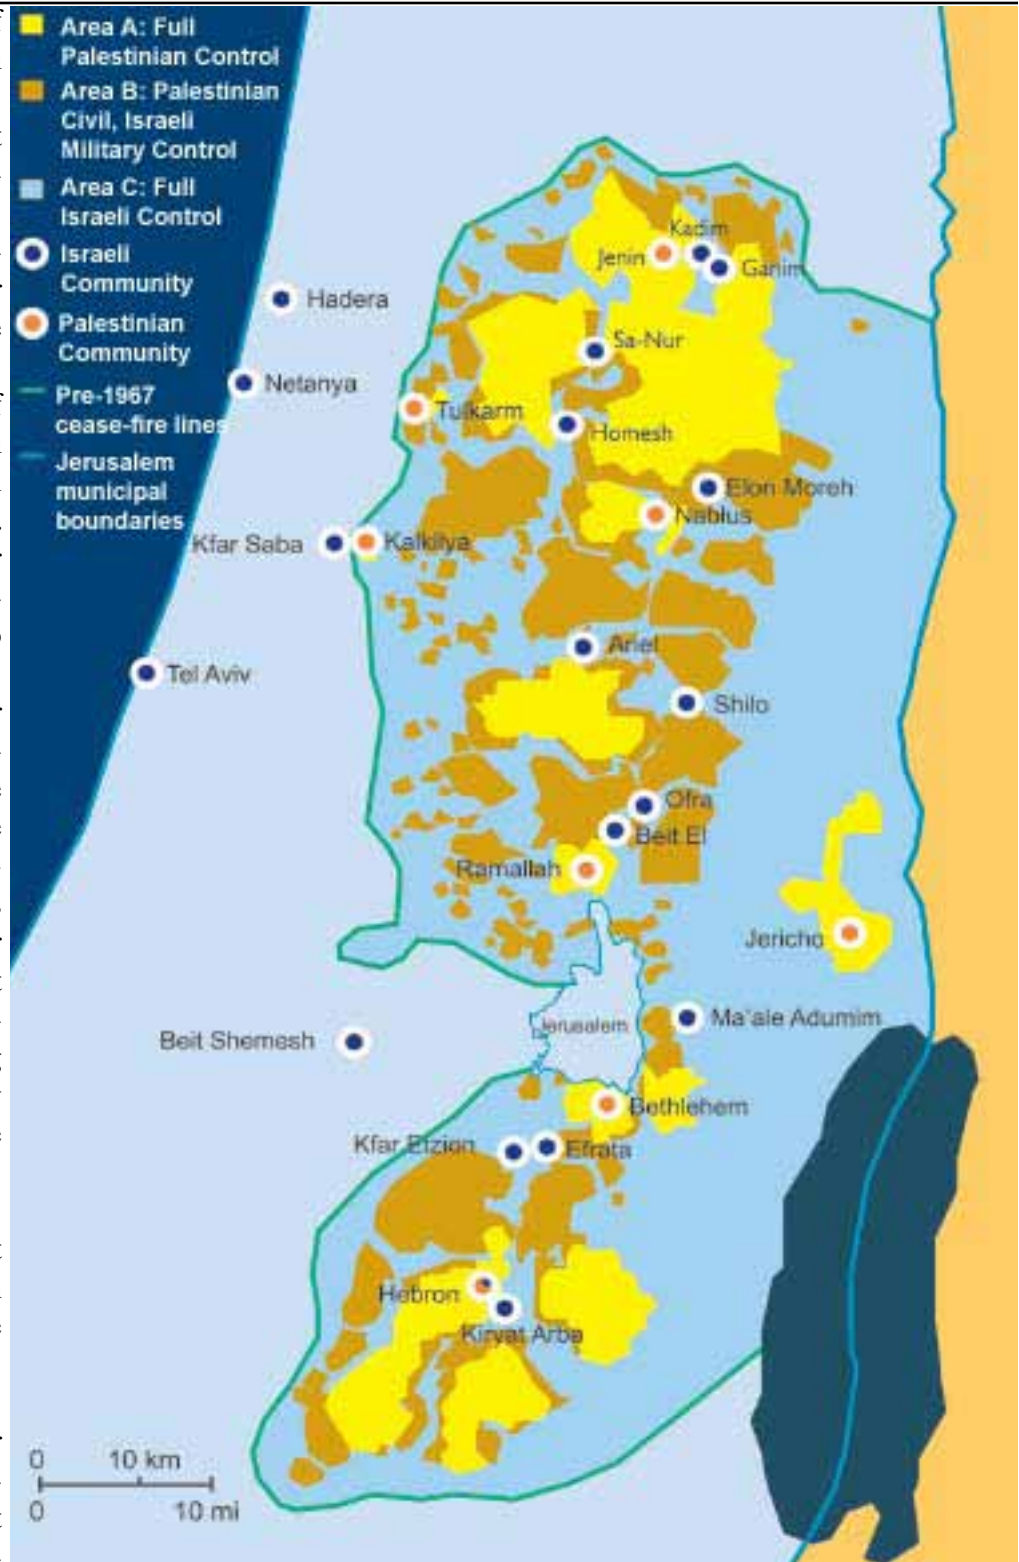 Area A: Full
Palestinian Control
Area B: Palestinian
Civil, Israeli
Military Control
Area C: Full
Israeli Control
Israeli
Community
Palestinian
Community
Pre-1967
cease-fire lines
Jerusalem
municipal
boundaries
Kadim
Jenin
Ganim
Hadera
Sa-Nur
Netanya
Tulkarm
Homesh
Elon Moreh
Nablus
Kfar Saba
Kalkilya
Ariel
Tel Aviv
Shilo
Ofra
Beit El
Ramallah
Jericho
Jerusalem
Ma'ale Adumim
Beit Shemesh
Bethlehem
Kfar Etzion
Efrata
Hebron
Kiryat Arba
0 10 km
0 10 mi